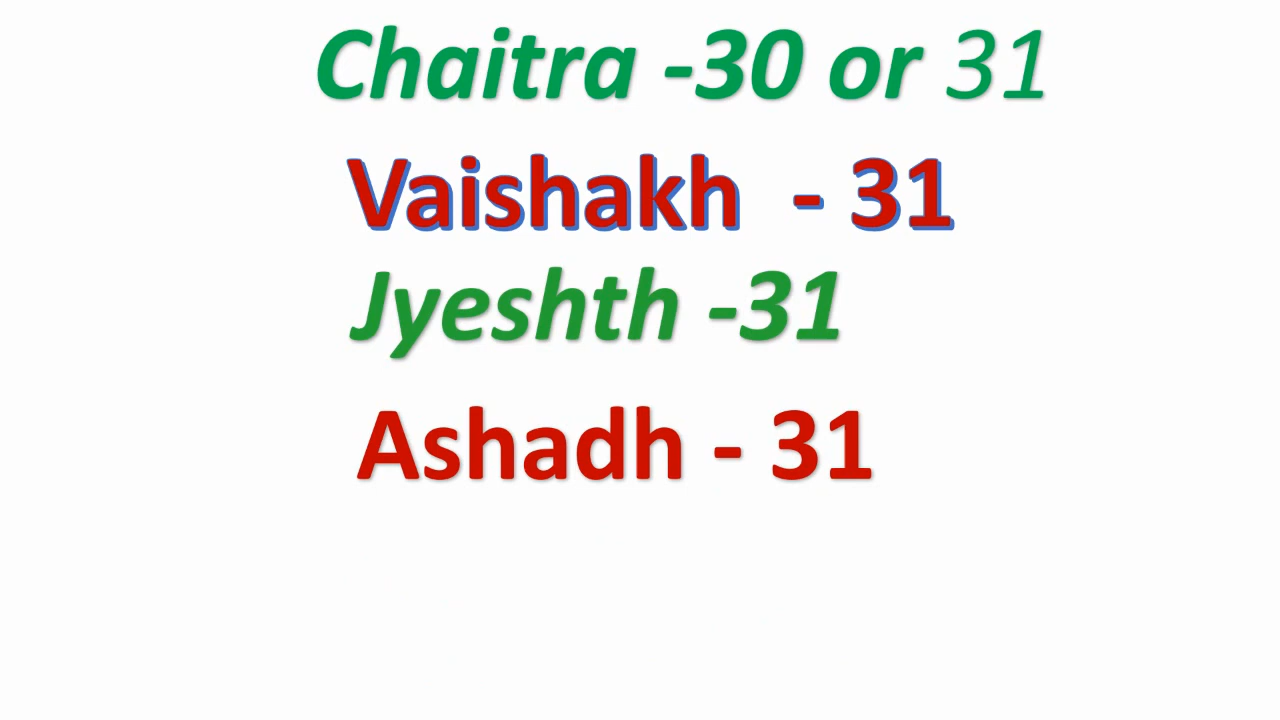 Chaitra -30 or 31
Vaishakh - 31
Jyeshth -31
Ashadh - 31